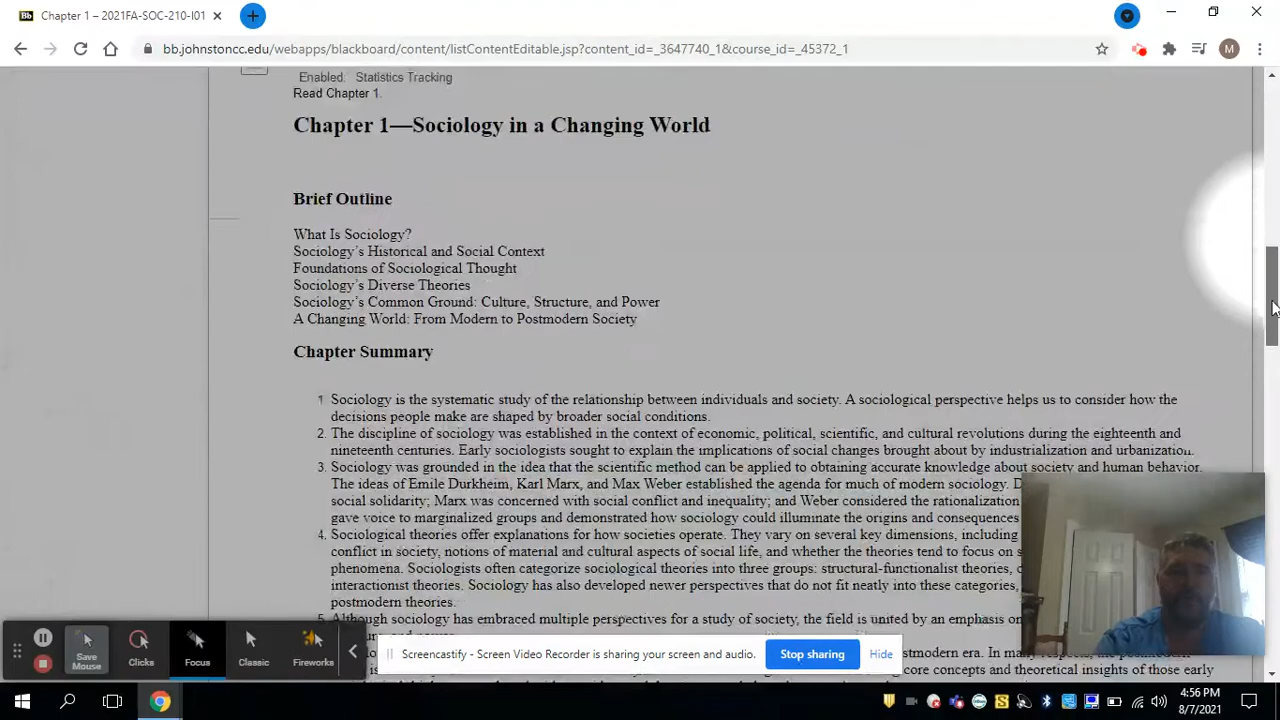 Chapter 1 – 2021FA-SOC-210-I01
bb.johnstoncc.edu/webapps/blackboard/content/listContentEditable.jsp?content_id=_3647740_1&course_id=_45372_1
M
Enabled: Statistics Tracking
Read Chapter 1.
Chapter 1—Sociology in a Changing World
Brief Outline
What Is Sociology?
Sociology's Historical and Social Context
Foundations of Sociological Thought
Sociology's Diverse Theories
Sociology's Common Ground: Culture, Structure, and Power
A Changing World: From Modern to Postmodern Society
Chapter Summary
1 Sociology is the systematic study of the relationship between individuals and society. A sociological perspective helps us to consider how the
decisions people make are shaped by broader social conditions.
2. The discipline of sociology was established in the context of economic, political, scientific, and cultural revolutions during the eighteenth and
nineteenth centuries. Early sociologists sought to explain the implications of social changes brought about by industrialization and urbanization.
3. Sociology was grounded in the idea that the scientific method can be applied to obtaining accurate knowledge about society and human behavior.
The ideas of Emile Durkheim, Karl Marx, and Max Weber established the agenda for much of modern sociology. D
social solidarity; Marx was concerned with social conflict and inequality; and Weber considered the rationalization
gave voice to marginalized groups and demonstrated how sociology could illuminate the origins and consequences
4. Sociological theories offer explanations for how societies operate. They vary on several key dimensions, including
conflict in society, notions of material and cultural aspects of social life, and whether the theories tend to focus on s
phenomena. Sociologists often categorize sociological theories into three groups: structural-functionalist theories, c
interactionist theories. Sociology has also developed newer perspectives that do not fit neatly into these categories,
postmodern theories.
5. Although sociology has embraced multiple perspectives for a study of society, the field is united by an emphasis on
ostmodern era. In many
core concepts and theoretical insights of those early
Save Mouse
Clicks
Focus
Classic
Fireworks
Screencastify - Screen Video Recorder is sharing your screen and audio.
Stop sharing
Hide
4:56 PM
8/7/2021